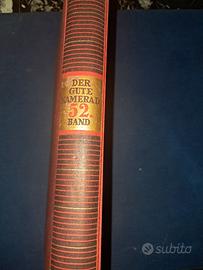 DER
GUTE
KAMERAD
52.
BAND
subito